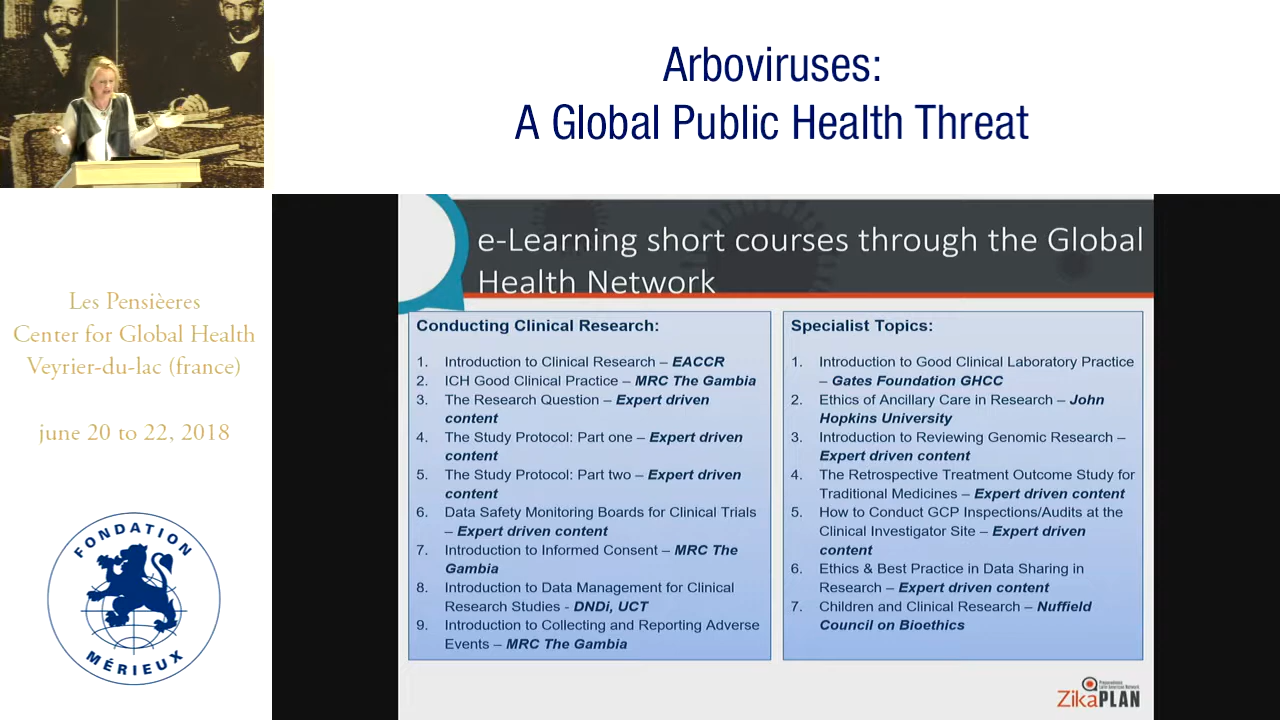 Arboviruses:
A Global Public Health Threat
Les Pensièeres
Center for Global Health
Veyrier-du-lac (france)
june 20 to 22, 2018
FONDATION
MÉRIEUX
e-Learning short courses through the Global
Health Network
Conducting Clinical Research:
1. Introduction to Clinical Research – EACCR
2. ICH Good Clinical Practice – MRC The Gambia
3. The Research Question – Expert driven
content
4. The Study Protocol: Part one – Expert driven
content
5. The Study Protocol: Part two – Expert driven
content
6. Data Safety Monitoring Boards for Clinical Trials
– Expert driven content
7. Introduction to Informed Consent – MRC The
Gambia
8. Introduction to Data Management for Clinical
Research Studies - DNDi, UCT
9. Introduction to Collecting and Reporting Adverse
Events – MRC The Gambia
Specialist Topics:
1. Introduction to Good Clinical Laboratory Practice
– Gates Foundation GHCC
2. Ethics of Ancillary Care in Research – John
Hopkins University
3. Introduction to Reviewing Genomic Research –
Expert driven content
4. The Retrospective Treatment Outcome Study for
Traditional Medicines – Expert driven content
5. How to Conduct GCP Inspections/Audits at the
Clinical Investigator Site – Expert driven
content
6. Ethics & Best Practice in Data Sharing in
Research – Expert driven content
7. Children and Clinical Research – Nuffield
Council on Bioethics
ZikaPLAN